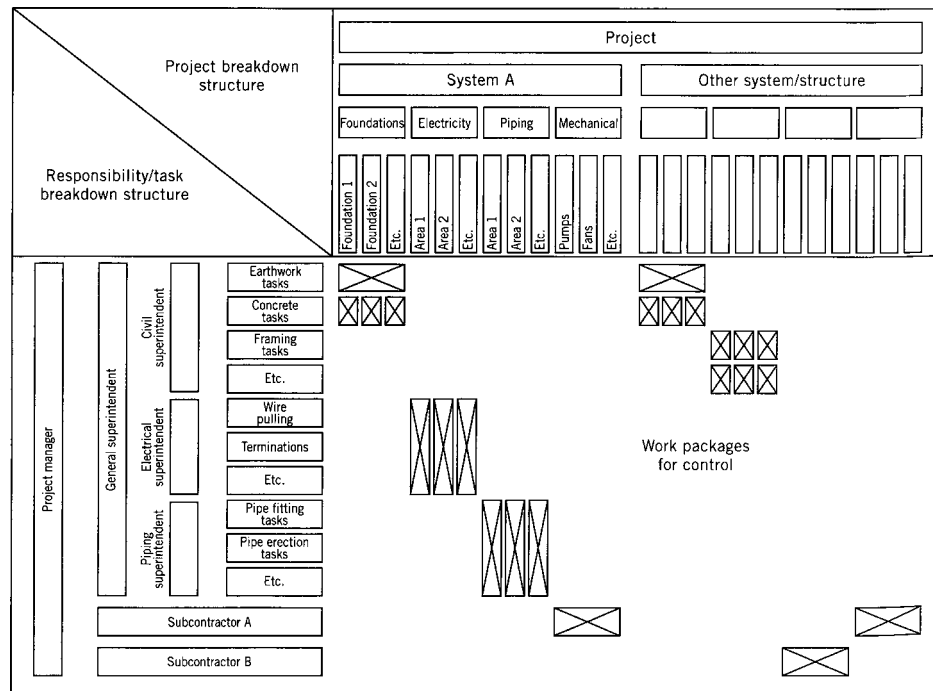 Project breakdown
structure
Responsibility/task
breakdown structure
Project
System A
Other system/structure
Foundations
Electricity
Piping
Mechanical
Foundation 1
Foundation 2
Etc.
Area 1
Area 2
Etc.
Area 1
Area 2
Etc.
Pumps
Fans
Etc.
Project manager
General superintendent
Civil
superintendent
Earthwork
tasks
Concrete
tasks
Framing
tasks
Etc.
Electrical
superintendent
Wire
pulling
Terminations
Etc.
Piping
superintendent
Pipe fitting
tasks
Pipe erection
tasks
Etc.
Subcontractor A
Subcontractor B
Work packages
for control